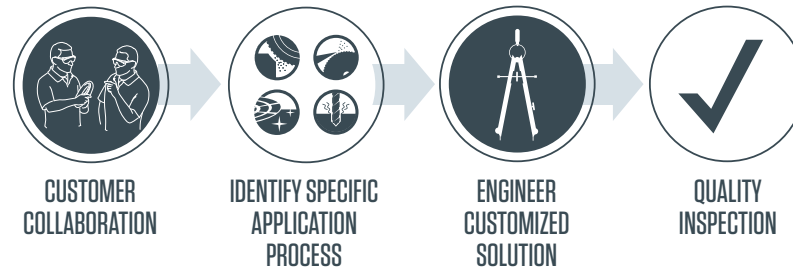 CUSTOMER
COLLABORATION
IDENTIFY SPECIFIC
APPLICATION
PROCESS
ENGINEER
CUSTOMIZED
SOLUTION
QUALITY
INSPECTION